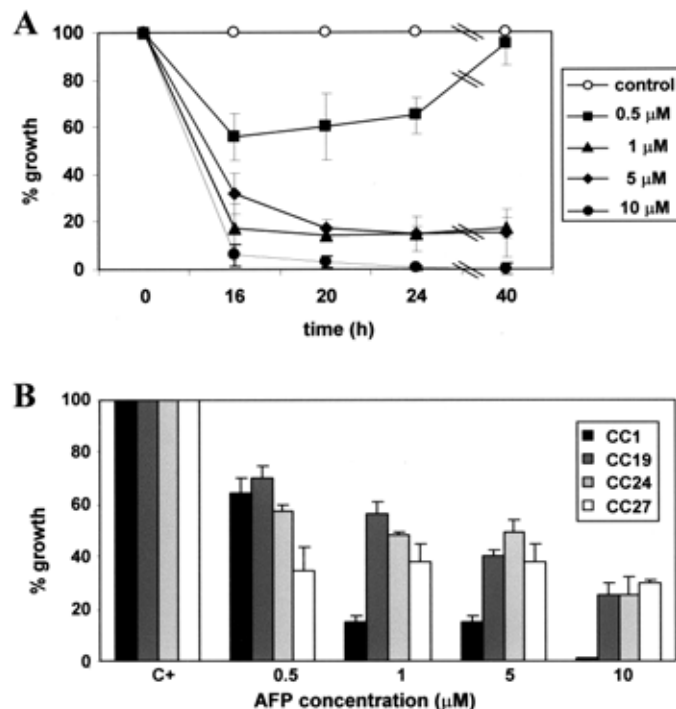 A
100
80
60
40
20
0
% growth
0 16 20 24 40
time (h)
control
0.5 μM
1 μM
5 μM
10 μM
B
100
80
60
40
20
0
% growth
C+ 0.5 1 5 10
AFP concentration (μM)
CC1
CC19
CC24
CC27